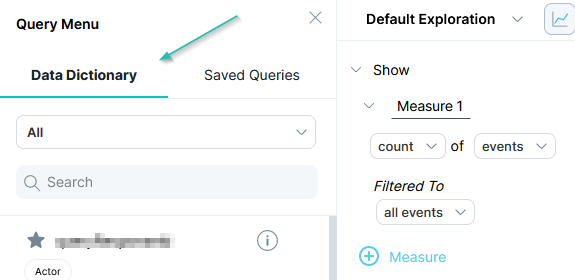 Query Menu
Data Dictionary
Saved Queries
All
Search
Actor
Default Exploration
Show
Measure 1
count of events
Filtered To
all events
Measure